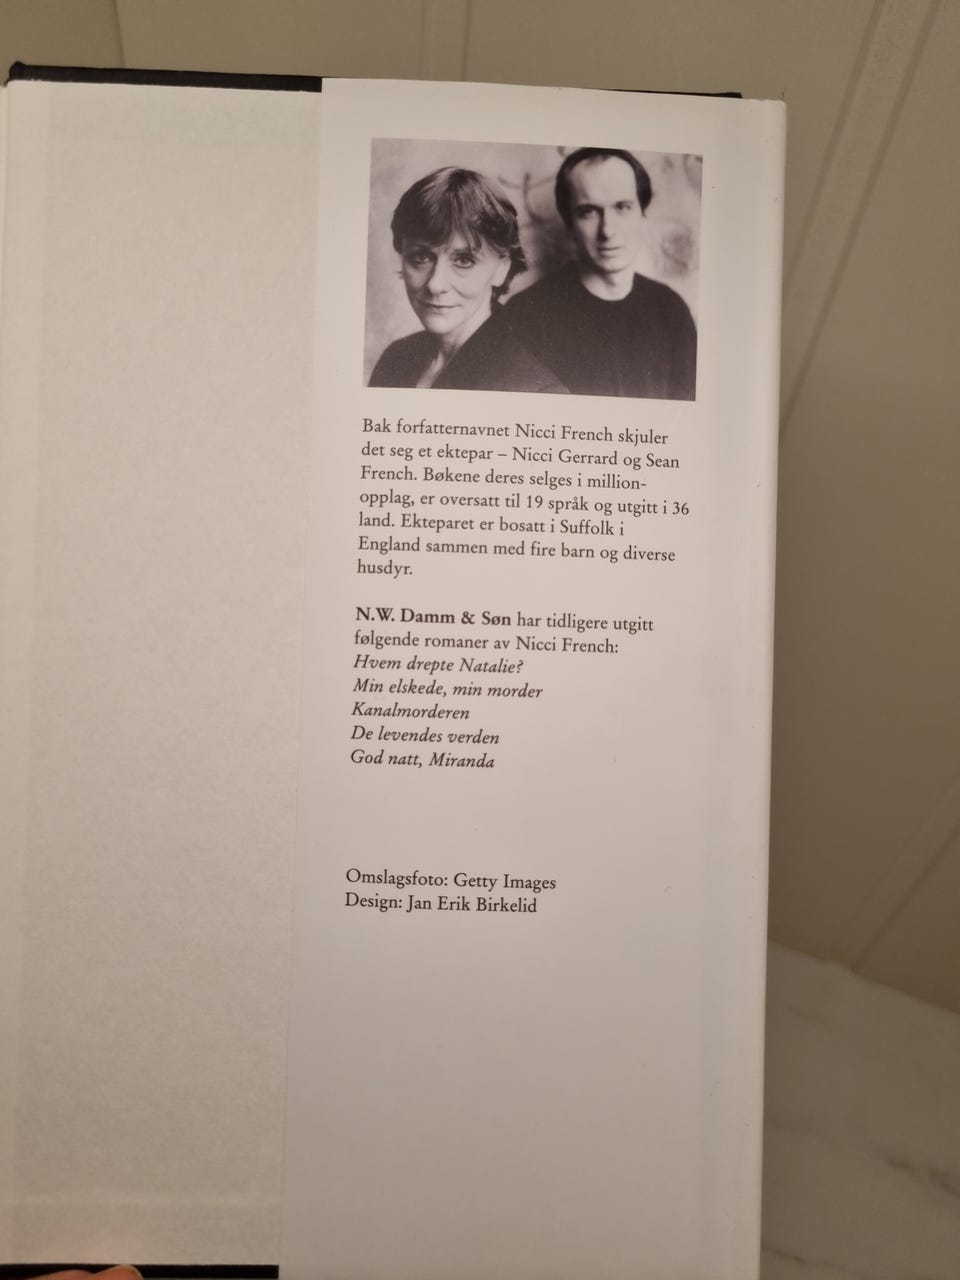 Bak forfatternavnet Nicci French skjuler
det seg et ektepar – Nicci Gerrard og Sean
French. Bøkene deres selges i million-
opplag, er oversatt til 19 språk og utgitt i 36
land. Ekteparet er bosatt i Suffolk i
England sammen med fire barn og diverse
husdyr.
N.W. Damm & Søn har tidligere utgitt
følgende romaner av Nicci French:
Hvem drepte Natalie?
Min elskede, min morder
Kanalmorderen
De levendes verden
God natt, Miranda
Omslagsfoto: Getty Images
Design: Jan Erik Birkelid